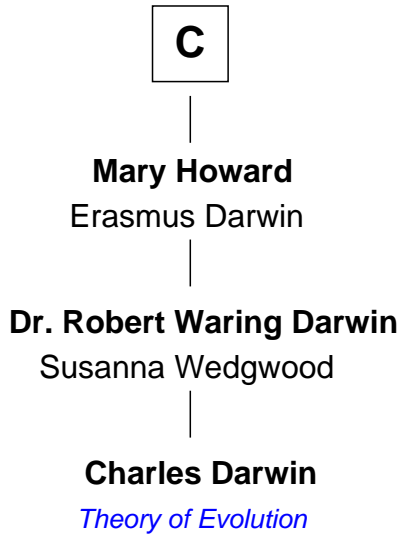 C
Mary Howard
Erasmus Darwin
Dr. Robert Waring Darwin
Susanna Wedgwood
Charles Darwin
Theory of Evolution